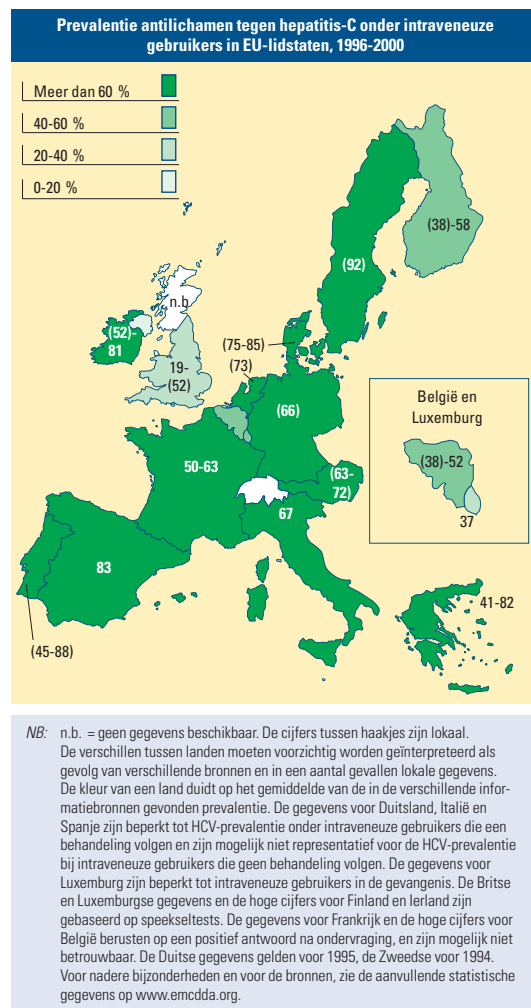 Prevalentie antilichamen tegen hepatitis-C onder intraveneuze
gebruikers in EU-lidstaten, 1996-2000
Meer dan 60 %
40-60 %
20-40 %
0-20 %
(38)-58
(92)
n.b
(52)-
81
(75-85)
(73)
19-
(52)
(66)
België en
Luxemburg
(38)-52
37
50-63
(63-
72)
67
83
41-82
(45-88)
NB: n.b. = geen gegevens beschikbaar. De cijfers tussen haakjes zijn lokaal.
De verschillen tussen landen moeten voorzichtig worden geïnterpreteerd als
gevolg van verschillende bronnen en in een aantal gevallen lokale gegevens.
De kleur van een land duidt op het gemiddelde van de in de verschillende infor-
matiebronnen gevonden prevalentie. De gegevens voor Duitsland, Italië en
Spanje zijn beperkt tot HCV-prevalentie onder intraveneuze gebruikers die een
behandeling volgen en zijn mogelijk niet representatief voor de HCV-prevalentie
bij intraveneuze gebruikers die geen behandeling volgen. De gegevens voor
Luxemburg zijn beperkt tot intraveneuze gebruikers in de gevangenis. De Britse
en Luxemburgse gegevens en de hoge cijfers voor Finland en Ierland zijn
gebaseerd op speekseltests. De gegevens voor Frankrijk en de hoge cijfers voor
België berusten op een positief antwoord na ondervraging, en zijn mogelijk niet
betrouwbaar. De Duitse gegevens gelden voor 1995, de Zweedse voor 1994.
Voor nadere bijzonderheden en voor de bronnen, zie de aanvullende statistische
gegevens op www.emcdda.org.